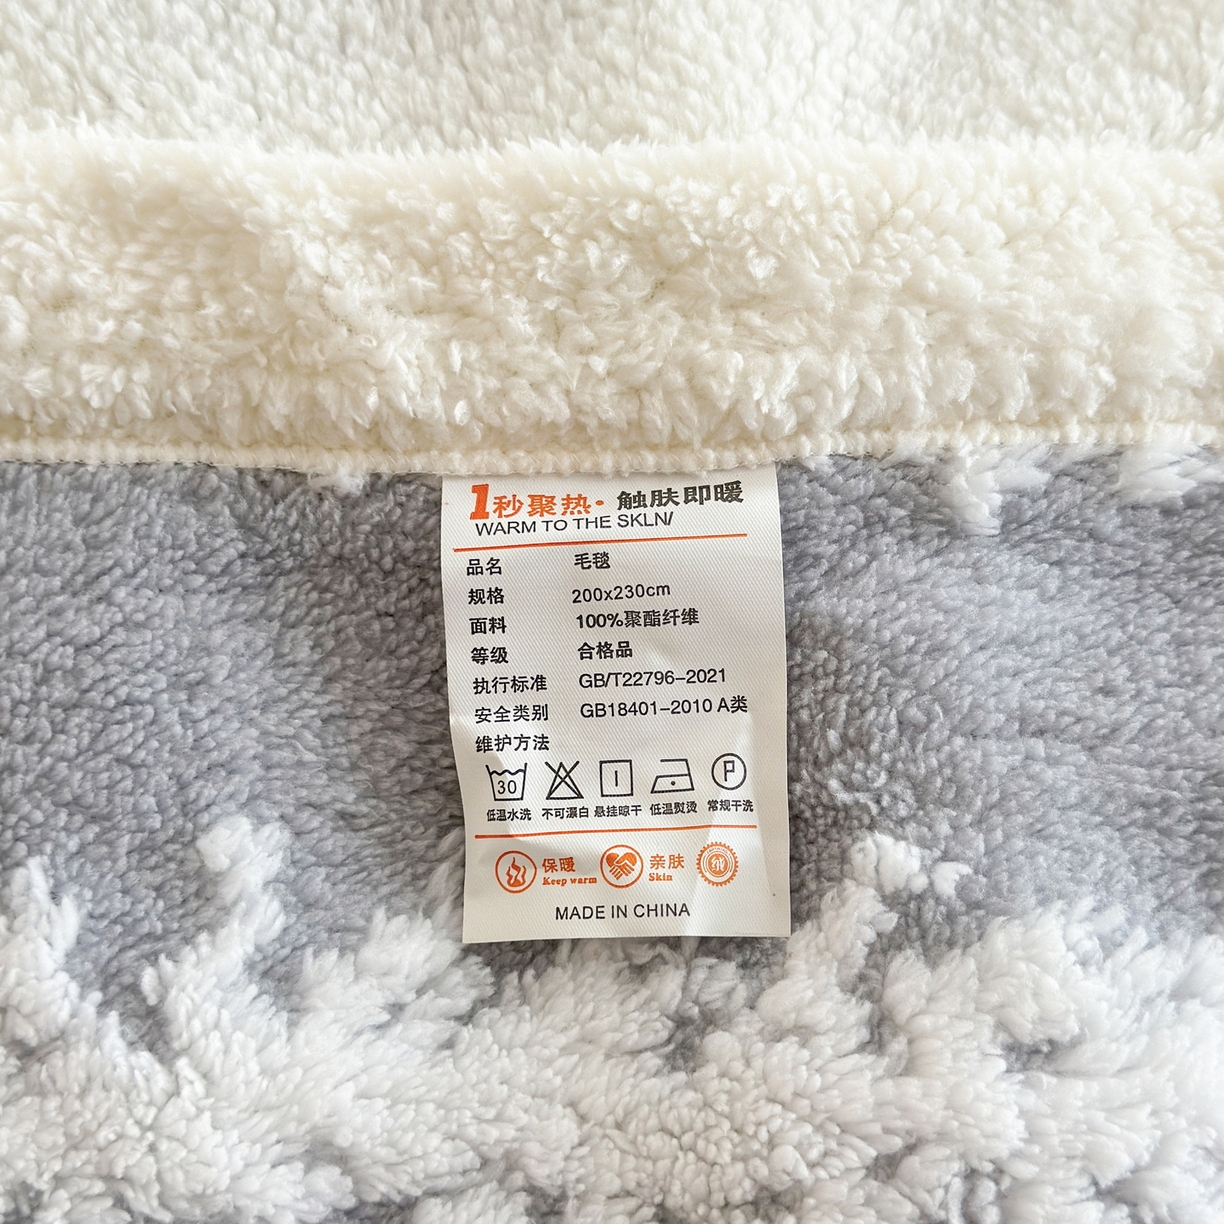 1秒聚热·触肤即暖
WARM TO THE SKLN/
品名 毛毯
规格 200x230cm
面料 100%聚酯纤维
等级 合格品
执行标准 GB/T22796-2021
安全类别 GB18401-2010 A类
维护方法
30 P
低温水洗 不可漂白 悬挂晾干 低温熨烫 常规干洗
保暖 亲肤
Keep warm Skin
MADE IN CHINA